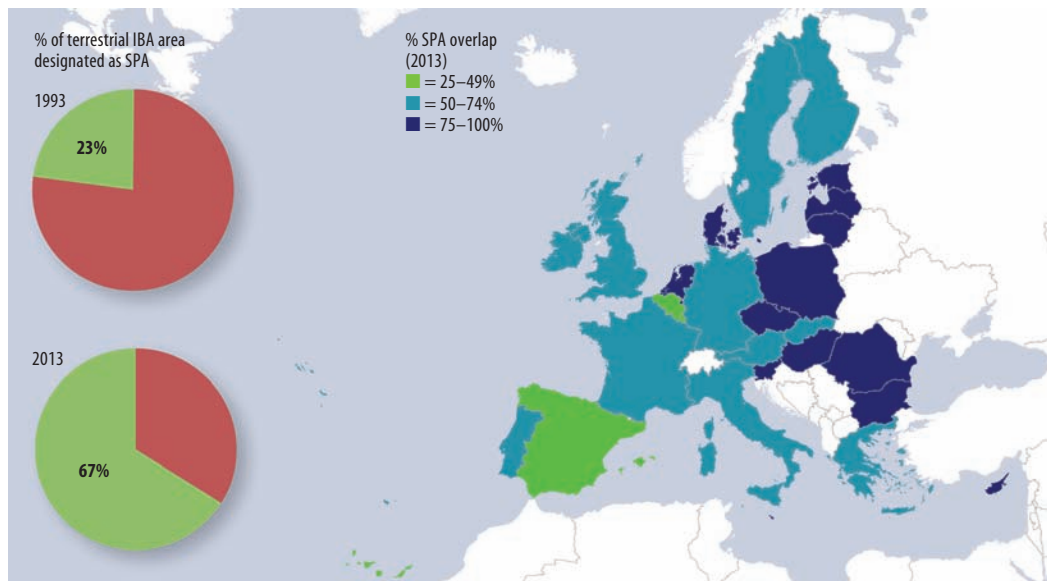 % of terrestrial IBA area
designated as SPA
1993
23%
2013
67%
% SPA overlap
(2013)
= 25–49%
= 50–74%
= 75–100%